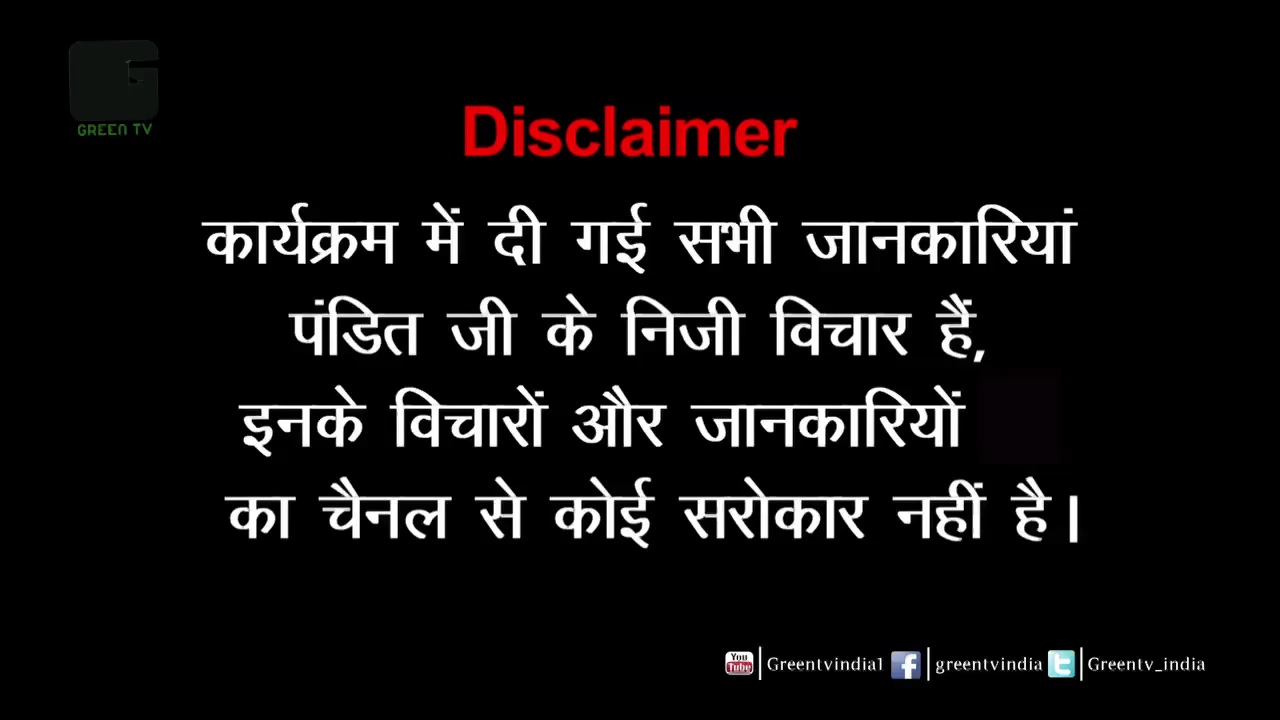 GREEN TV
Disclaimer
कार्यक्रम में दी गई सभी जानकारियां
पंडित जी के निजी विचार हैं,
इनके विचारों और जानकारियों
का चैनल से कोई सरोकार नहीं है।
You Tube Greentvindia1 f greentvindia t Greentv_india